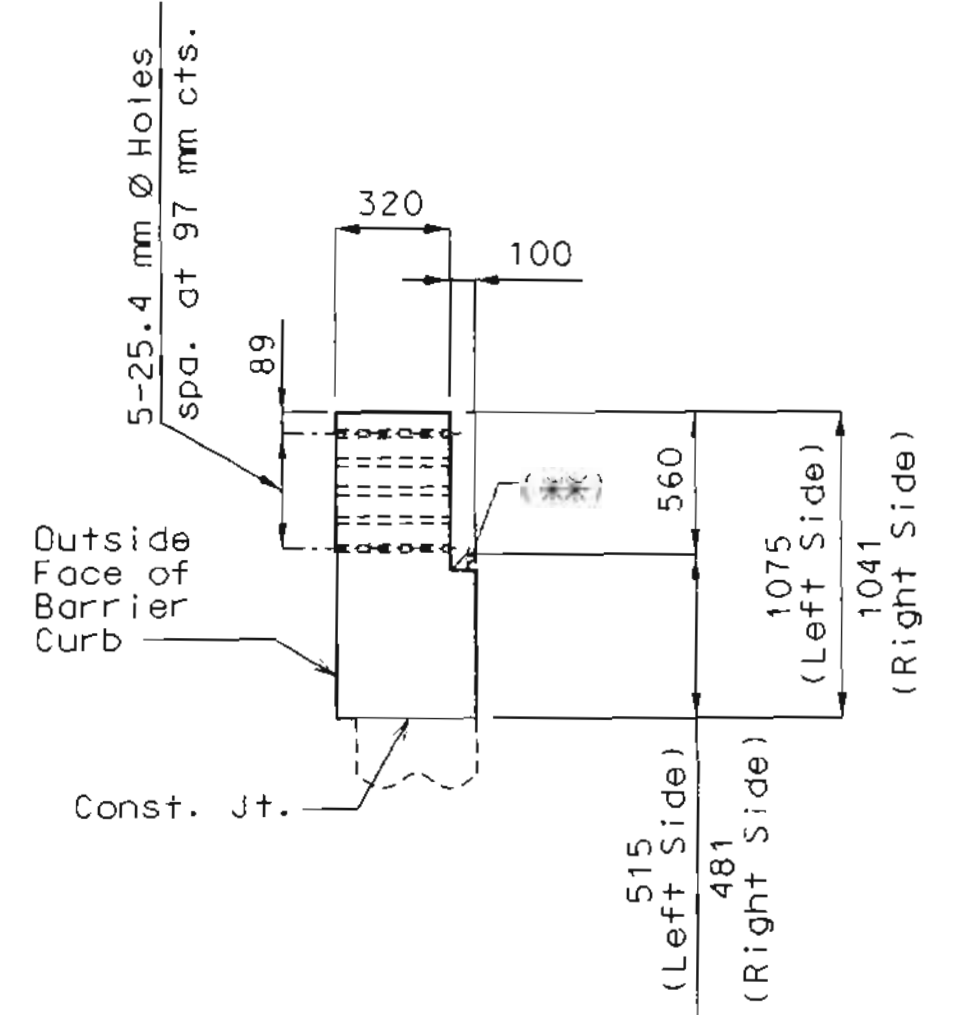 5-25.4 mm Ø Holes
spa. at 97 mm cts.
320
100
89
560
1075
(Left Side)
1041
(Right Side)
Outside
Face of
Barrier
Curb
Const. Jt.
515
(Left Side)
481
(Right Side)